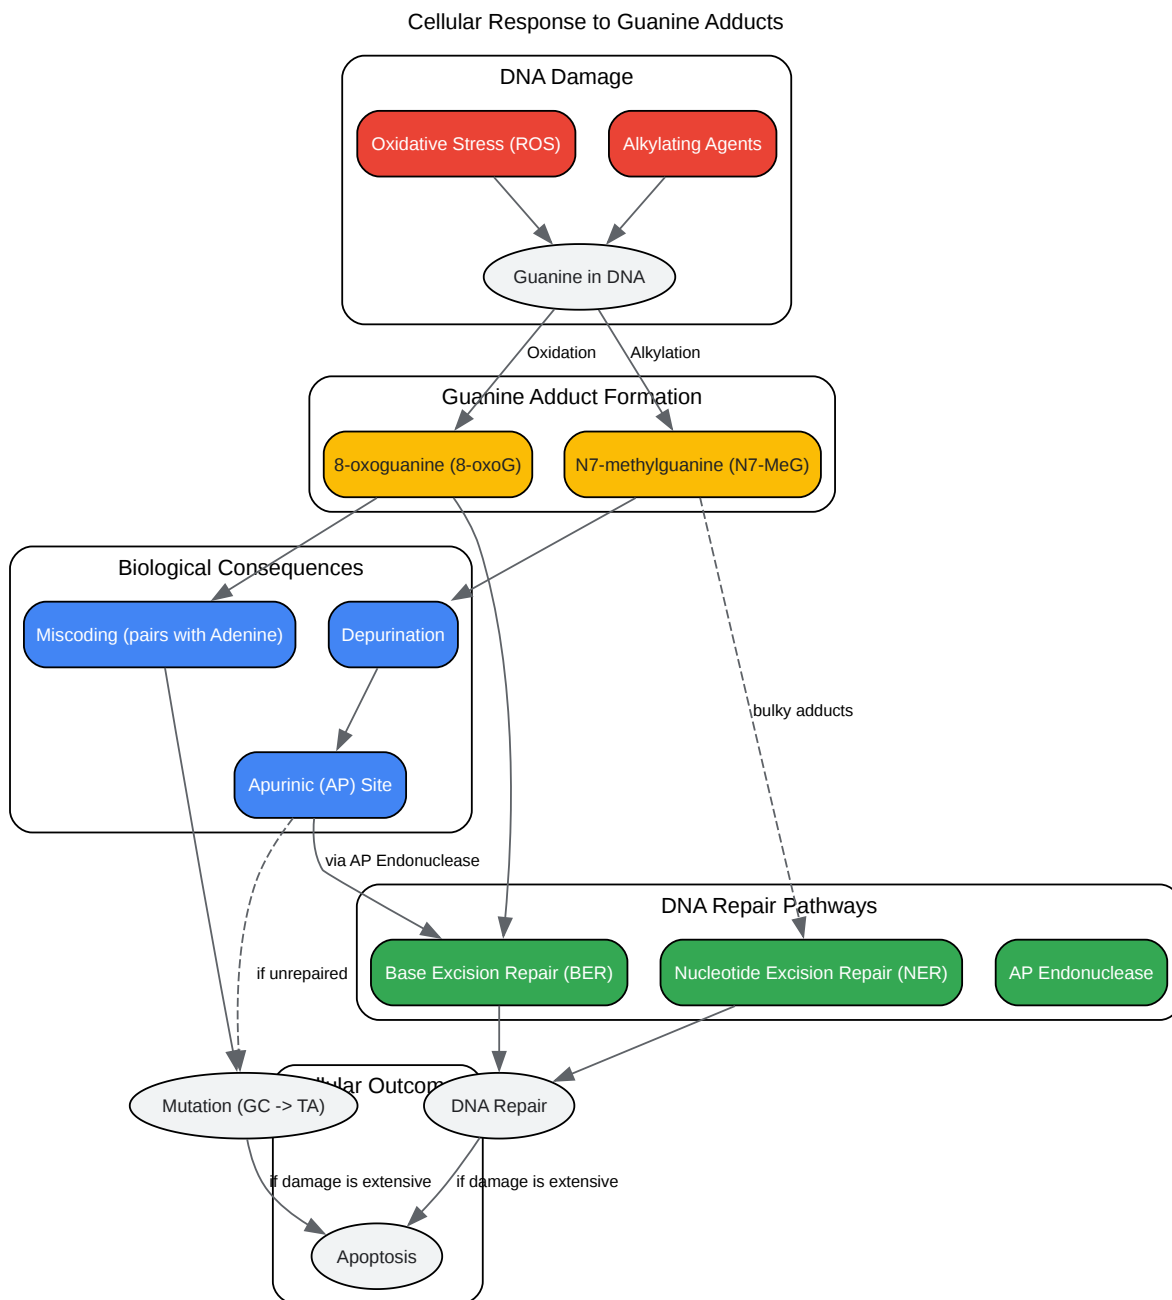 Cellular Response to Guanine Adducts
DNA Damage
Oxidative Stress (ROS)
Alkylating Agents
Guanine in DNA
Oxidation
Alkylation
Guanine Adduct Formation
8-oxoguanine (8-oxoG)
N7-methylguanine (N7-MeG)
Biological Consequences
Miscoding (pairs with Adenine)
Depurination
bulky adducts
Apurinic (AP) Site
via AP Endonuclease
DNA Repair Pathways
if unrepaired
Base Excision Repair (BER)
Nucleotide Excision Repair (NER)
AP Endonuclease
llular Outcom
Mutation (GC -> TA)
DNA Repair
if damage is extensive
if damage is extensive
Apoptosis